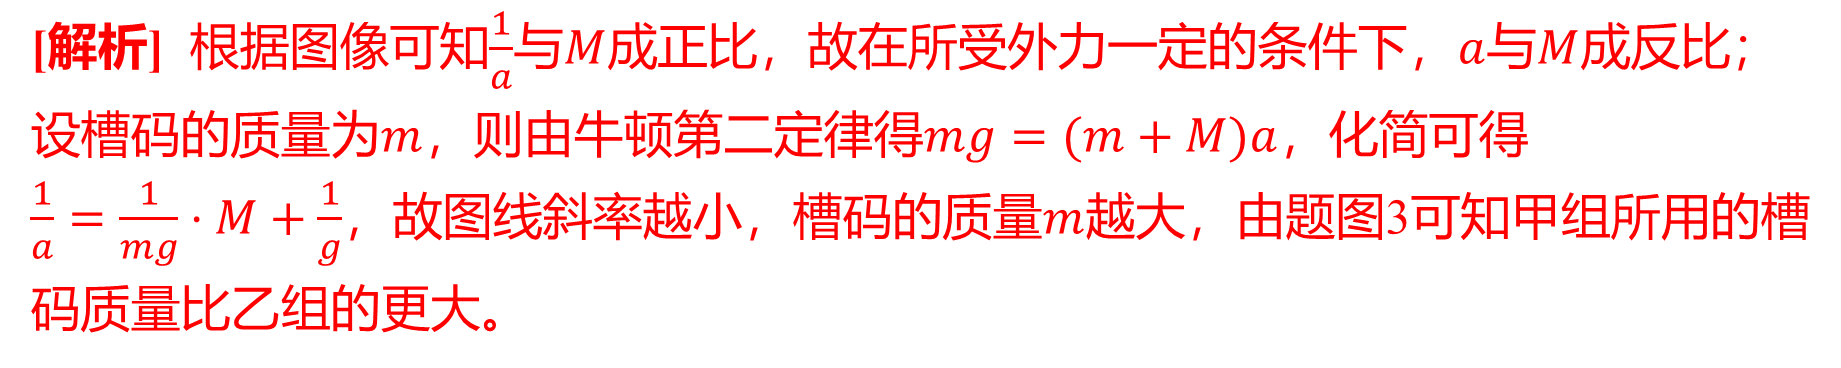 [解析] 根据图像可知\frac{1}{a}与M成正比，故在所受外力一定的条件下，a与M成反比；
设槽码的质量为m，则由牛顿第二定律得mg = (m + M)a，化简可得
\frac{1}{a} = \frac{1}{mg} · M + \frac{1}{g}，故图线斜率越小，槽码的质量m越大，由题图3可知甲组所用的槽
码质量比乙组的更大。